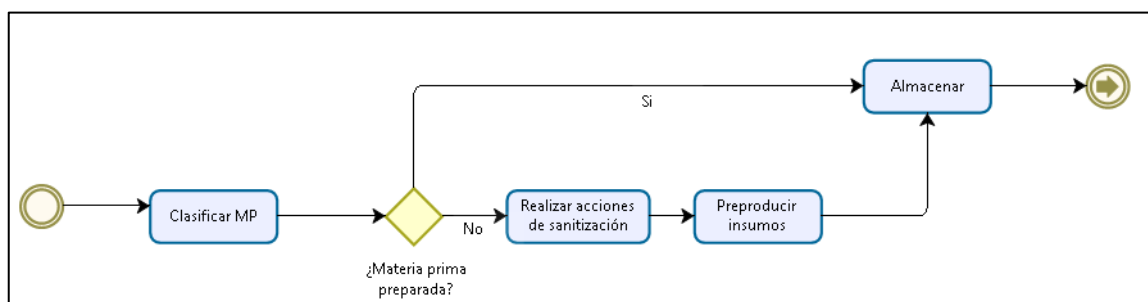 Clasificar MP
¿Materia prima
preparada?
Si
No
Realizar acciones
de sanitización
Preproducir
insumos
Almacenar